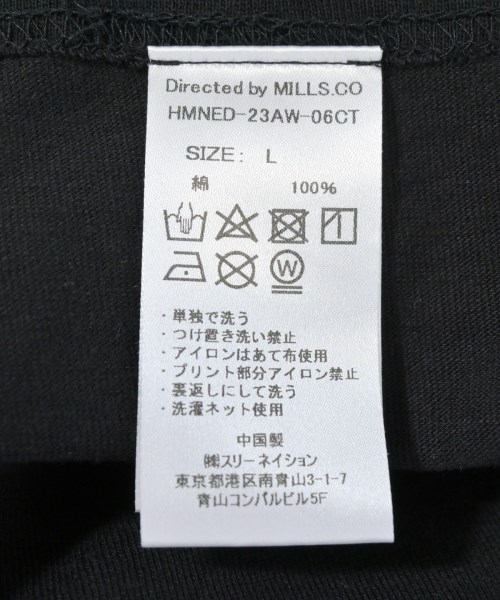 Directed by MILLS.CO
HMNED-23AW-06CT
SIZE: L
綿 100%
W
・単独で洗う
・つけ置き洗い禁止
・アイロンはあて布使用
・プリント部分アイロン禁止
・裏返しにして洗う
・洗濯ネット使用
中国製
㈱スリーネイション
東京都港区南青山3-1-7
青山コンパルビル5F